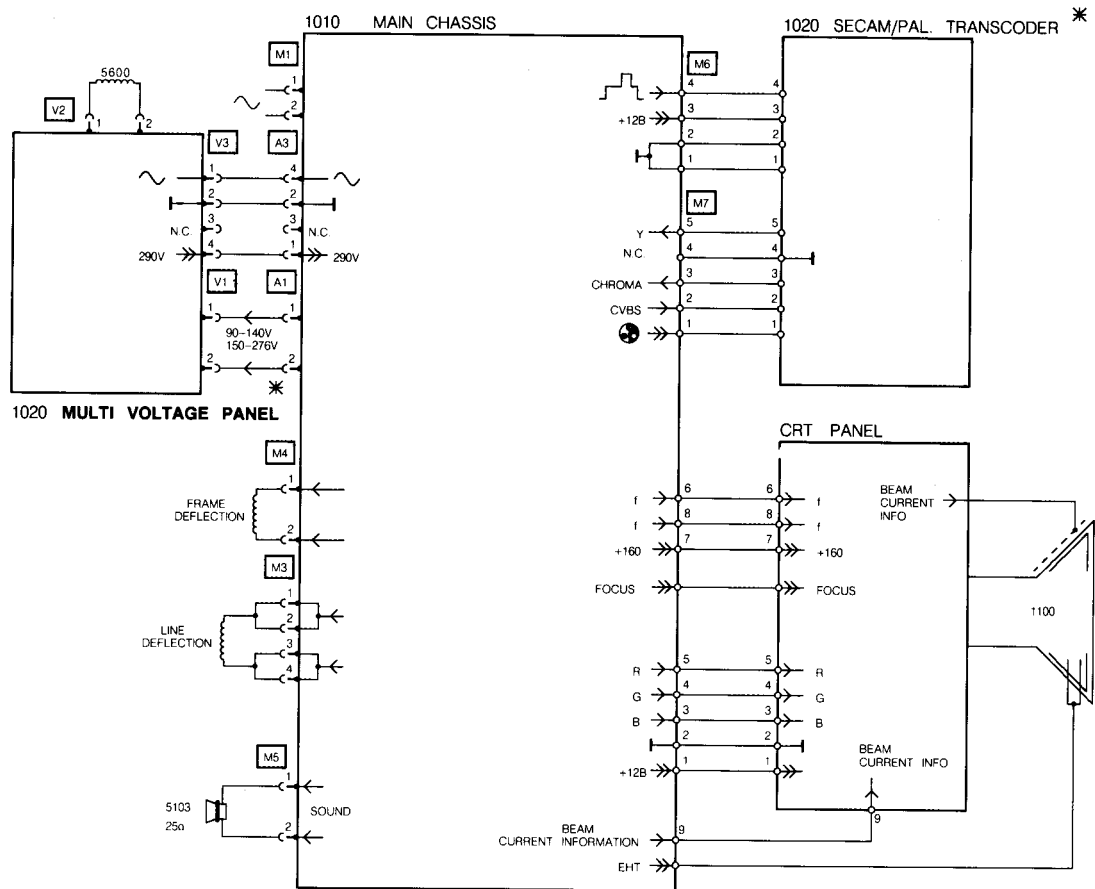 1010 MAIN CHASSIS
1020 SECAM/PAL. TRANSCODER
M1
1
2
5600
V2
1
2
V3
A3
1
4
2
2
N.C.
3
3
N.C.
290V
4
1
290V
V1
A1
1
1
90-140V
150-276V
2
2
1020 MULTI VOLTAGE PANEL
M6
4
4
+12B
3
3
2
2
1
1
M7
Y
5
5
N.C.
4
4
CHROMA
3
3
CVBS
2
2
1
1
M4
1
FRAME
DEFLECTION
2
M3
1
2
LINE
DEFLECTION
3
4
M5
1
5103
25Ω
SOUND
2
CRT PANEL
f
6
6
f
f
8
8
f
+160
7
7
+160
FOCUS
FOCUS
BEAM
CURRENT
INFO
1100
R
5
5
R
G
4
4
G
B
3
3
B
2
2
+12B
1
1
BEAM
CURRENT INFO
9
BEAM
CURRENT INFORMATION
9
EHT